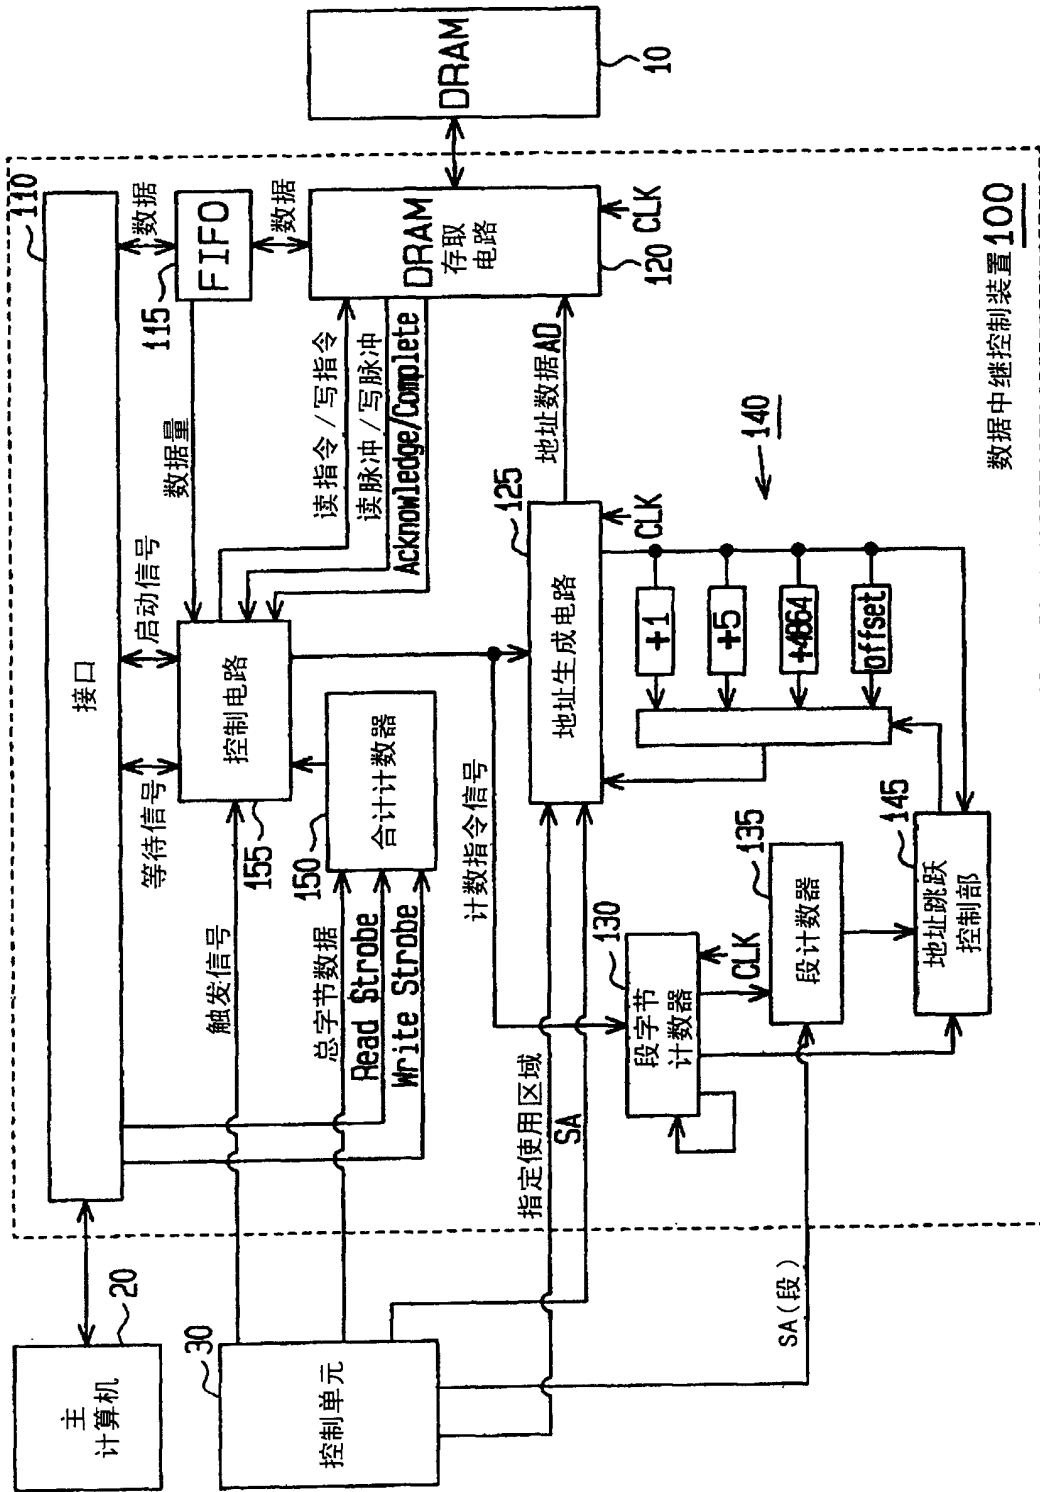 主
计算机
20
接口
110
数据
FIFO
115
数据
数据量
启动信号
等待信号
控制电路
155
触发信号
合计计数器
150
总字节数据
Read Strobe
Write Strobe
读指令/写指令
读脉冲/写脉冲
Acknowledge/Complete
DRAM
存取
电路
120
CLK
DRAM
10
控制单元
30
计数指令信号
地址生成电路
125
地址数据AD
CLK
指定使用区域
SA
+1
+5
+4864
offset
140
段字节
计数器
130
CLK
段计数器
135
SA(段)
地址跳跃
控制部
145
数据中继控制装置100